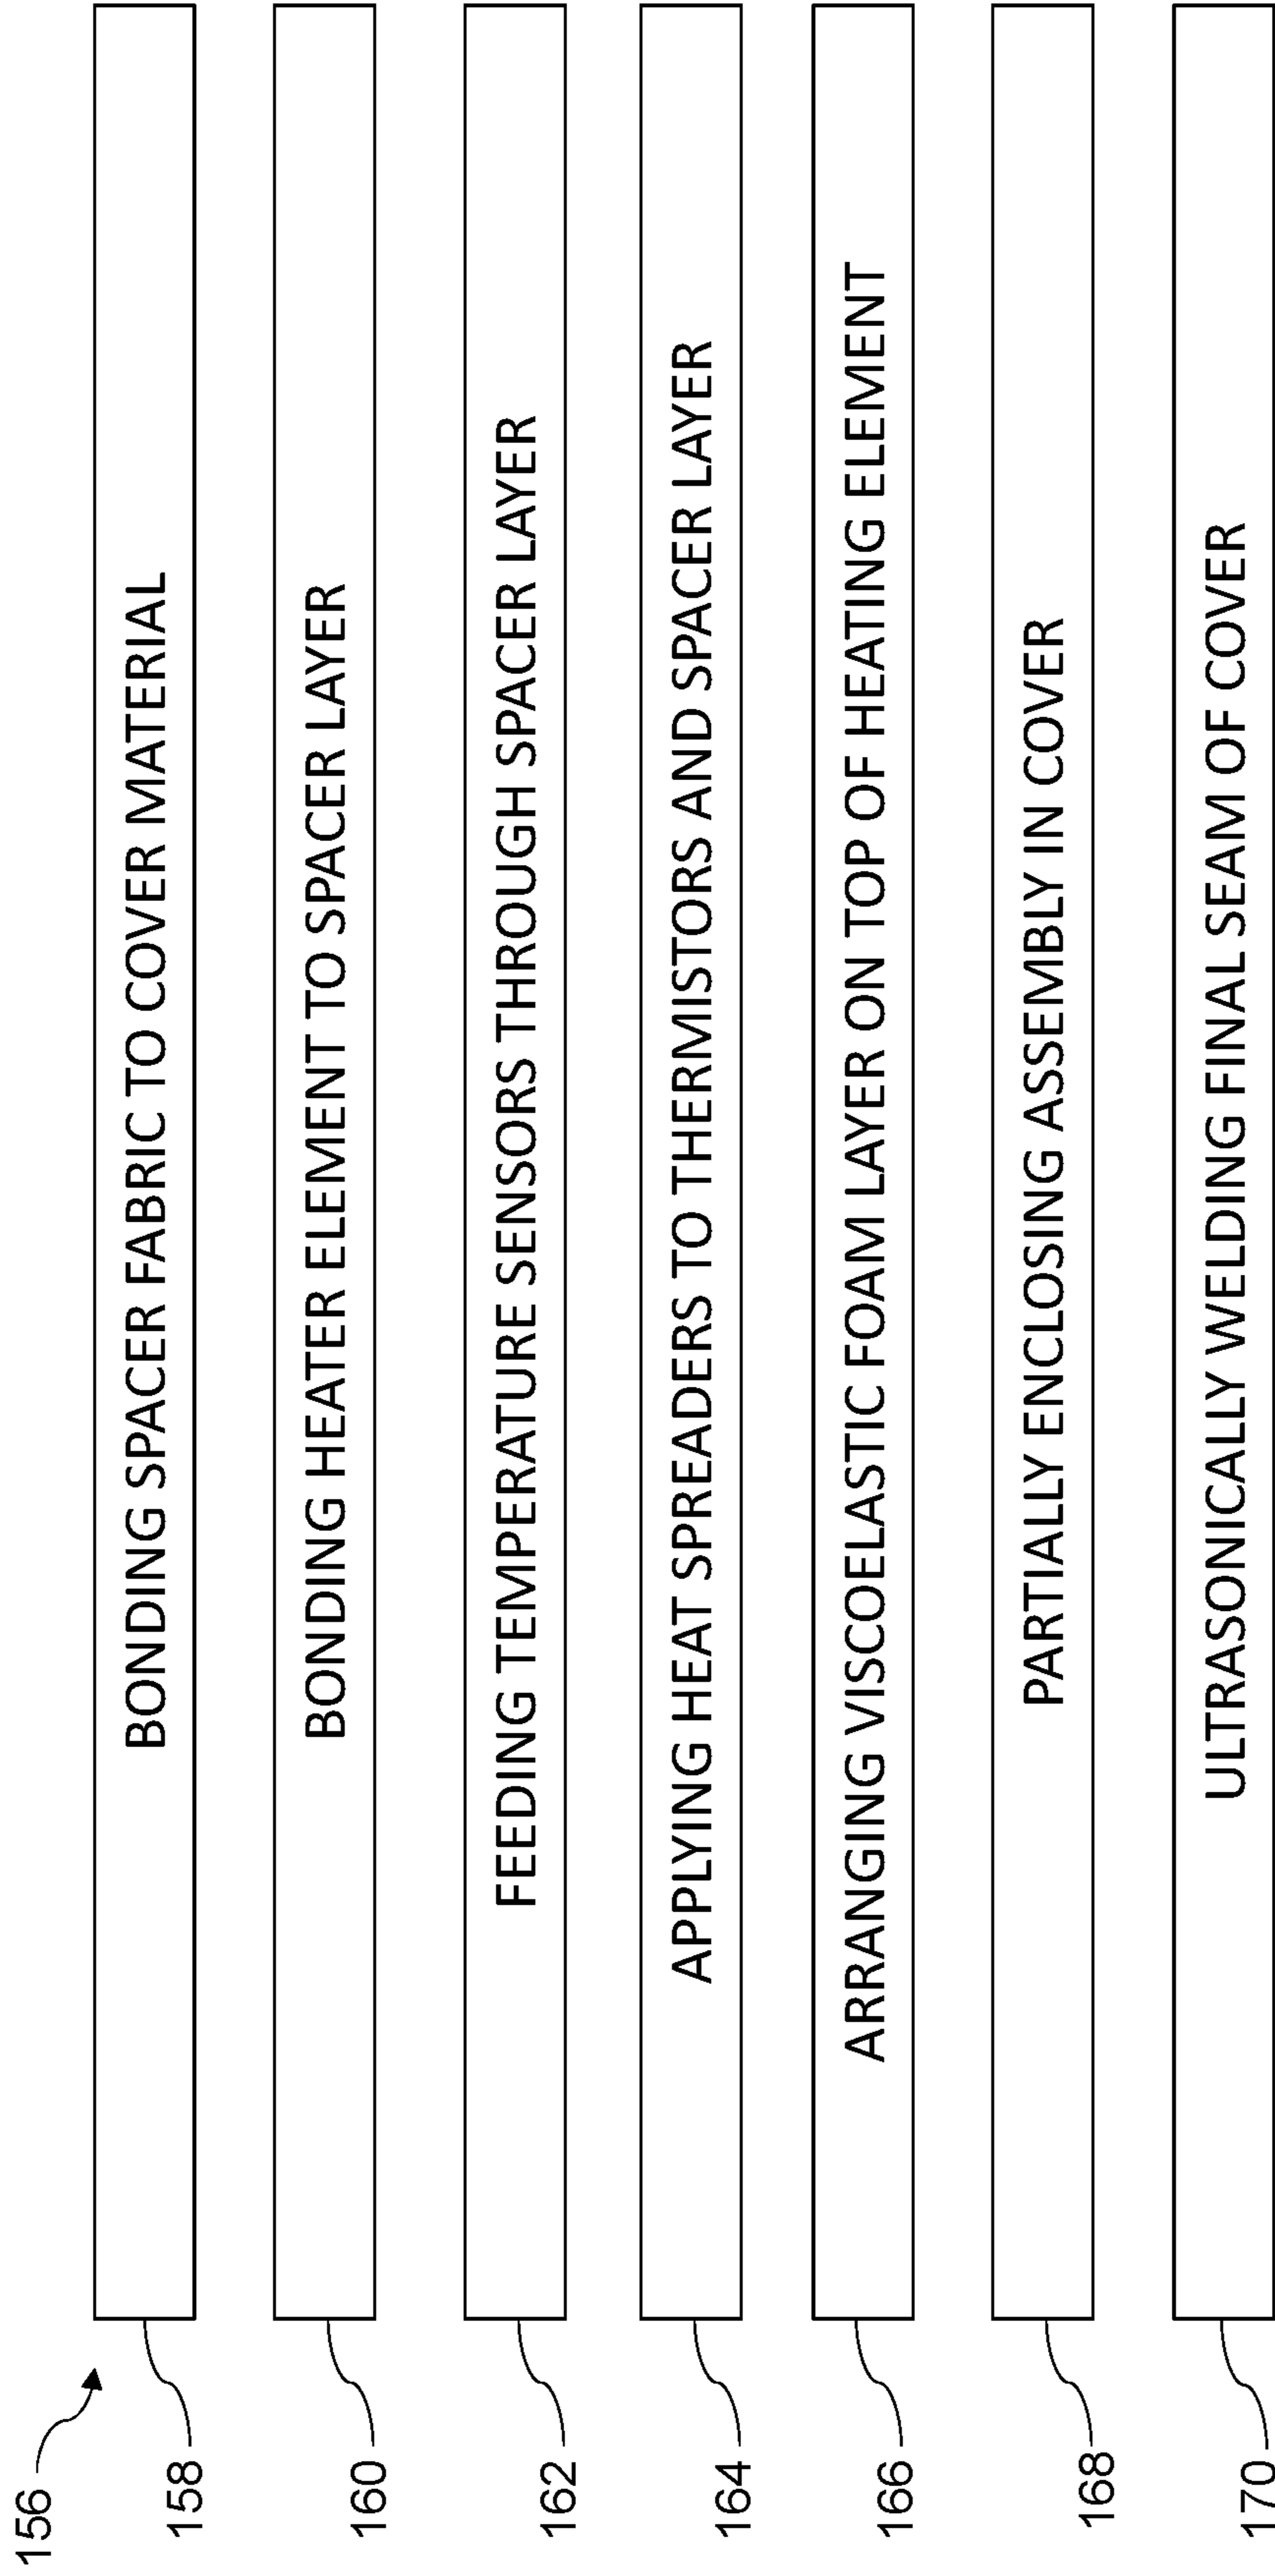 156
158 BONDING SPACER FABRIC TO COVER MATERIAL
160 BONDING HEATER ELEMENT TO SPACER LAYER
162 FEEDING TEMPERATURE SENSORS THROUGH SPACER LAYER
164 APPLYING HEAT SPREADERS TO THERMISTORS AND SPACER LAYER
166 ARRANGING VISCOELASTIC FOAM LAYER ON TOP OF HEATING ELEMENT
168 PARTIALLY ENCLOSING ASSEMBLY IN COVER
170 ULTRASONICALLY WELDING FINAL SEAM OF COVER